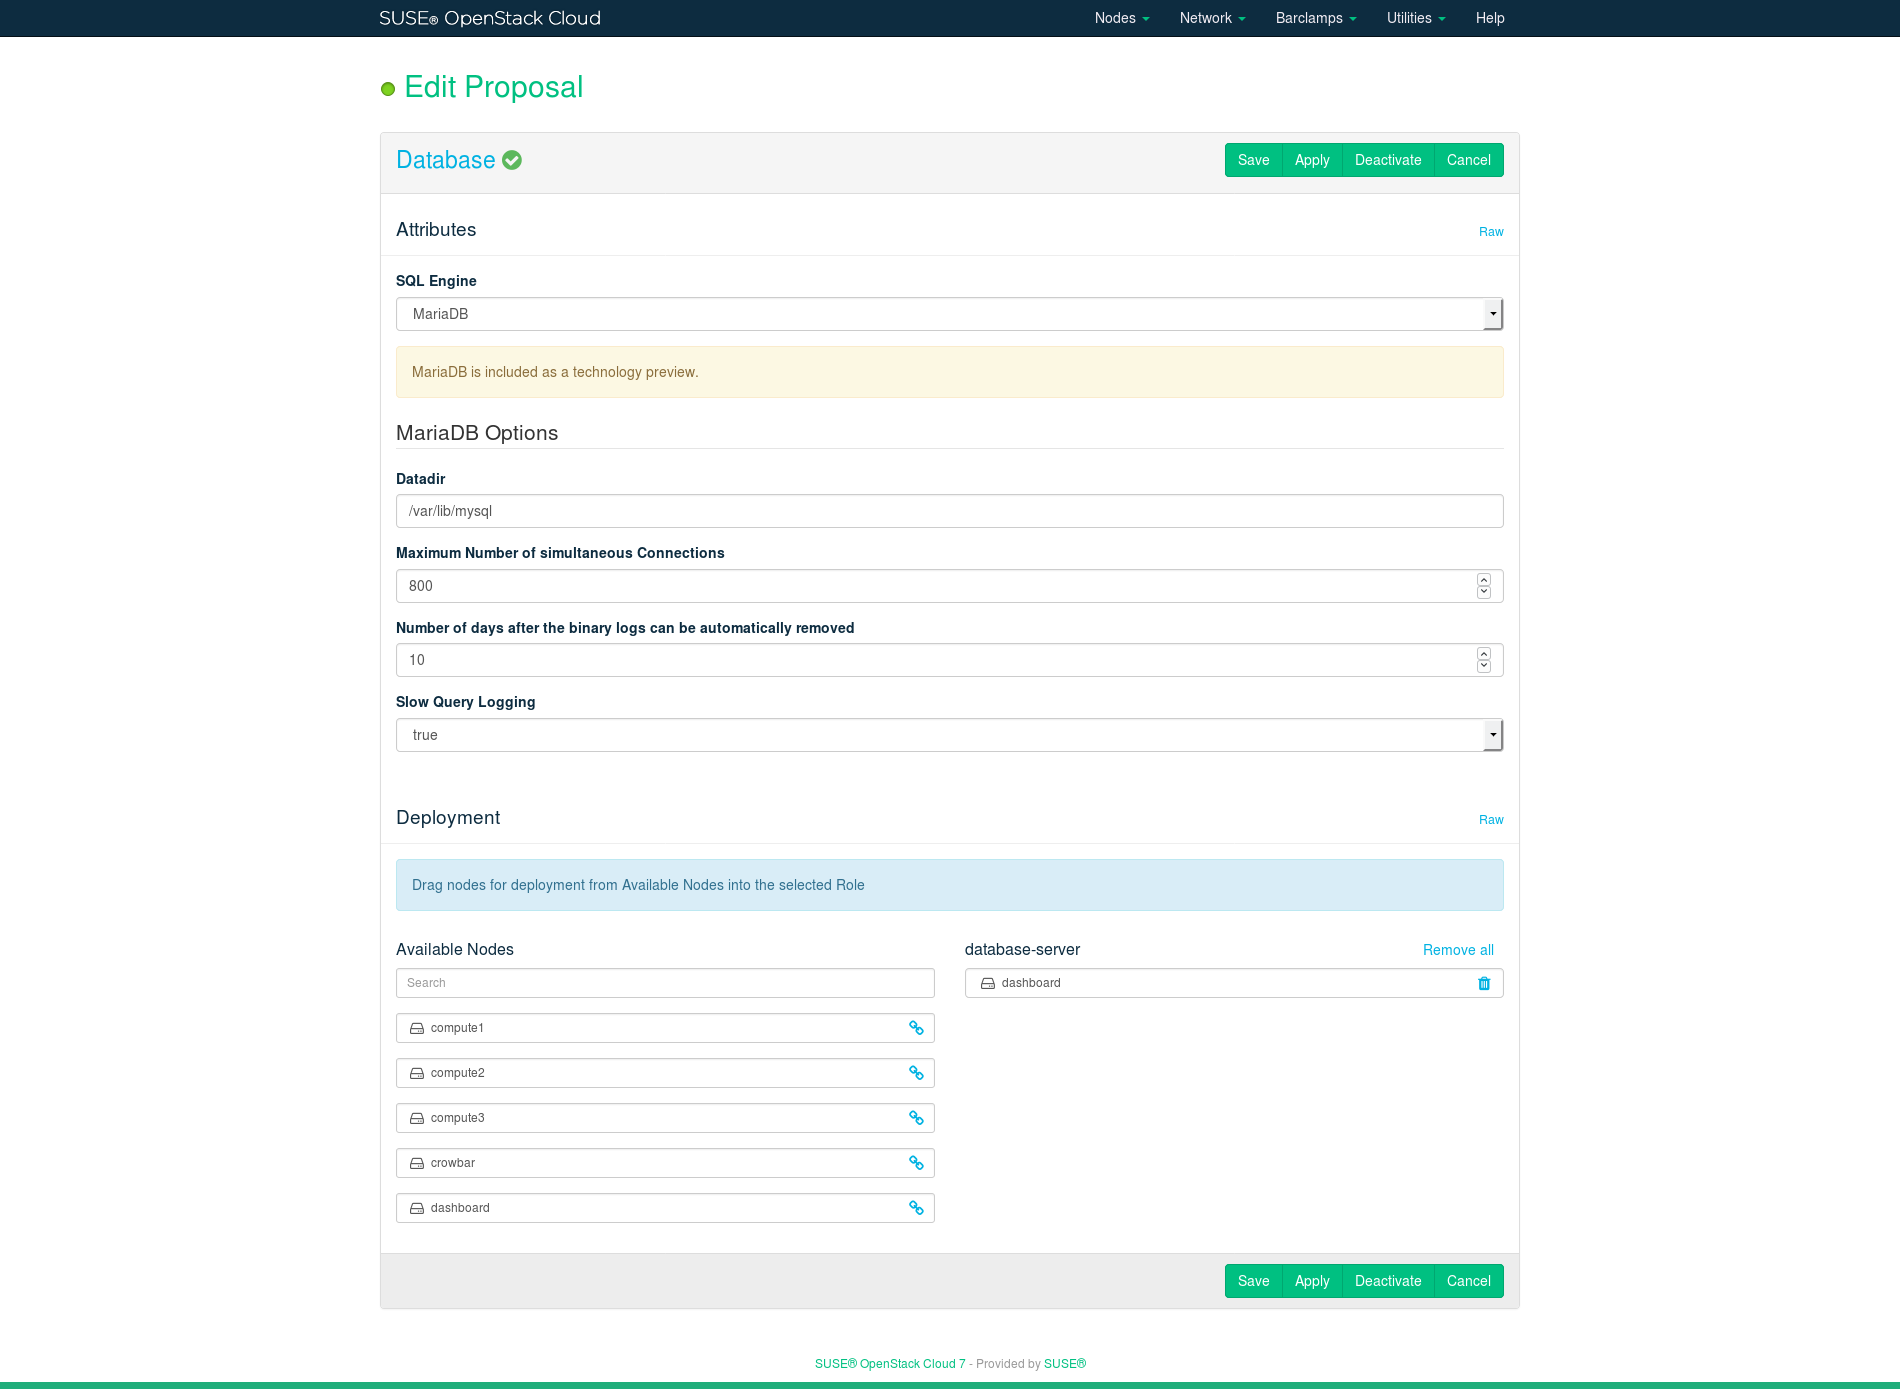 SUSE® OpenStack Cloud Nodes Network Barclamps Utilities Help
Edit Proposal
Database Save Apply Deactivate Cancel
Attributes Raw
SQL Engine
MariaDB
MariaDB is included as a technology preview.
MariaDB Options
Datadir
/var/lib/mysql
Maximum Number of simultaneous Connections
800
Number of days after the binary logs can be automatically removed
10
Slow Query Logging
true
Deployment Raw
Drag nodes for deployment from Available Nodes into the selected Role
Available Nodes database-server Remove all
Search dashboard
compute1
compute2
compute3
crowbar
dashboard
Save Apply Deactivate Cancel
SUSE® OpenStack Cloud 7 - Provided by SUSE®